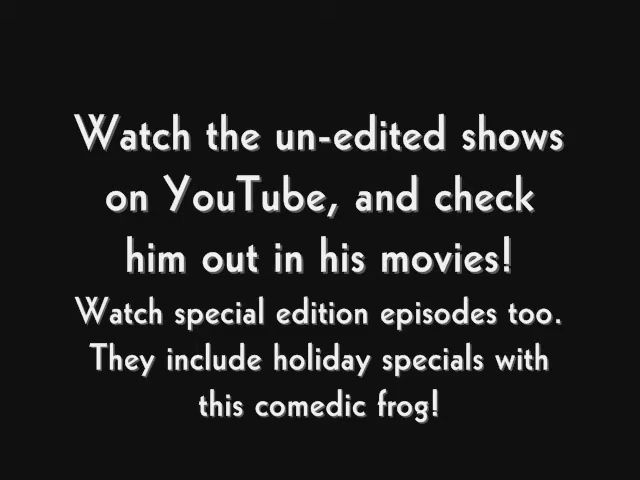 Watch the un-edited shows
on YouTube, and check
him out in his movies!
Watch special edition episodes too.
They include holiday specials with
this comedic frog!